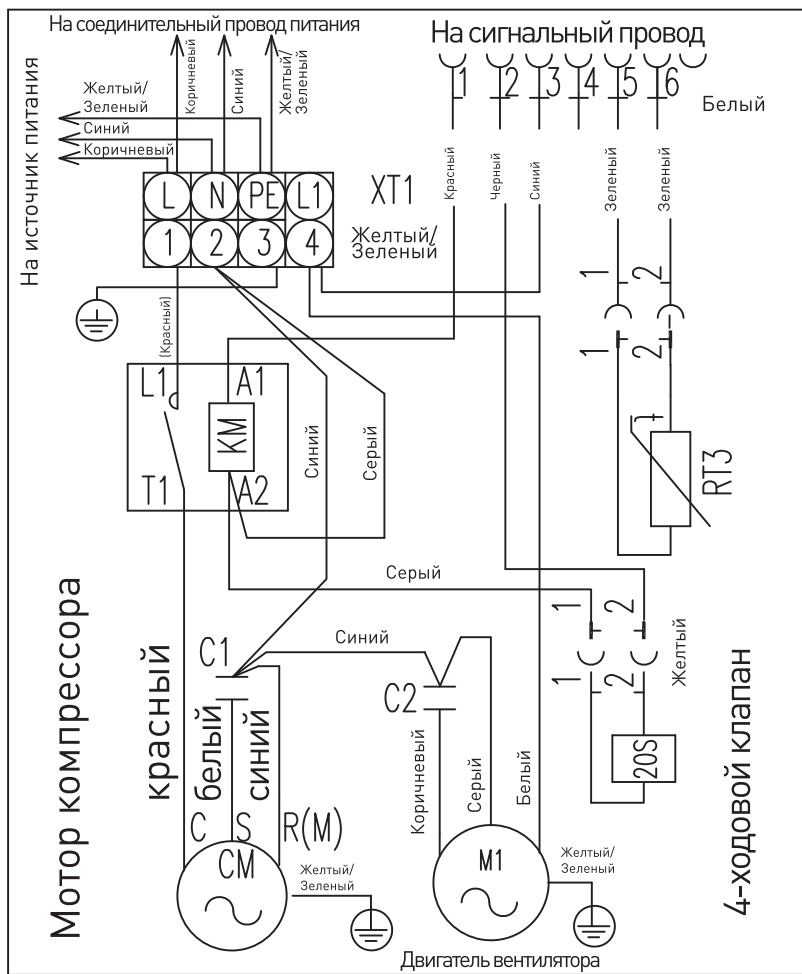 На соединительный провод питания
На сигнальный провод
На источник питания
Желтый/
Зеленый
Синий
Коричневый
Коричневый
Синий
Желтый/
Зеленый
1 2 3 4 5 6
Белый
L N PE L1
XT1
1 2 3 4
Желтый/
Зеленый
Красный
Черный
Синий
Зеленый
Зеленый
(Красный)
1 2
1 2
L1 A1
KM
T1 A2
Синий
Серый
RT3
Серый
1 2
1 2
Желтый
20S
4-ходовой клапан
Мотор компрессора
C1
красный
белый
синий
Синий
C2
Коричневый
Серый
Белый
C S R(M)
CM
Желтый/
Зеленый
M1
Желтый/
Зеленый
Двигатель вентилятора